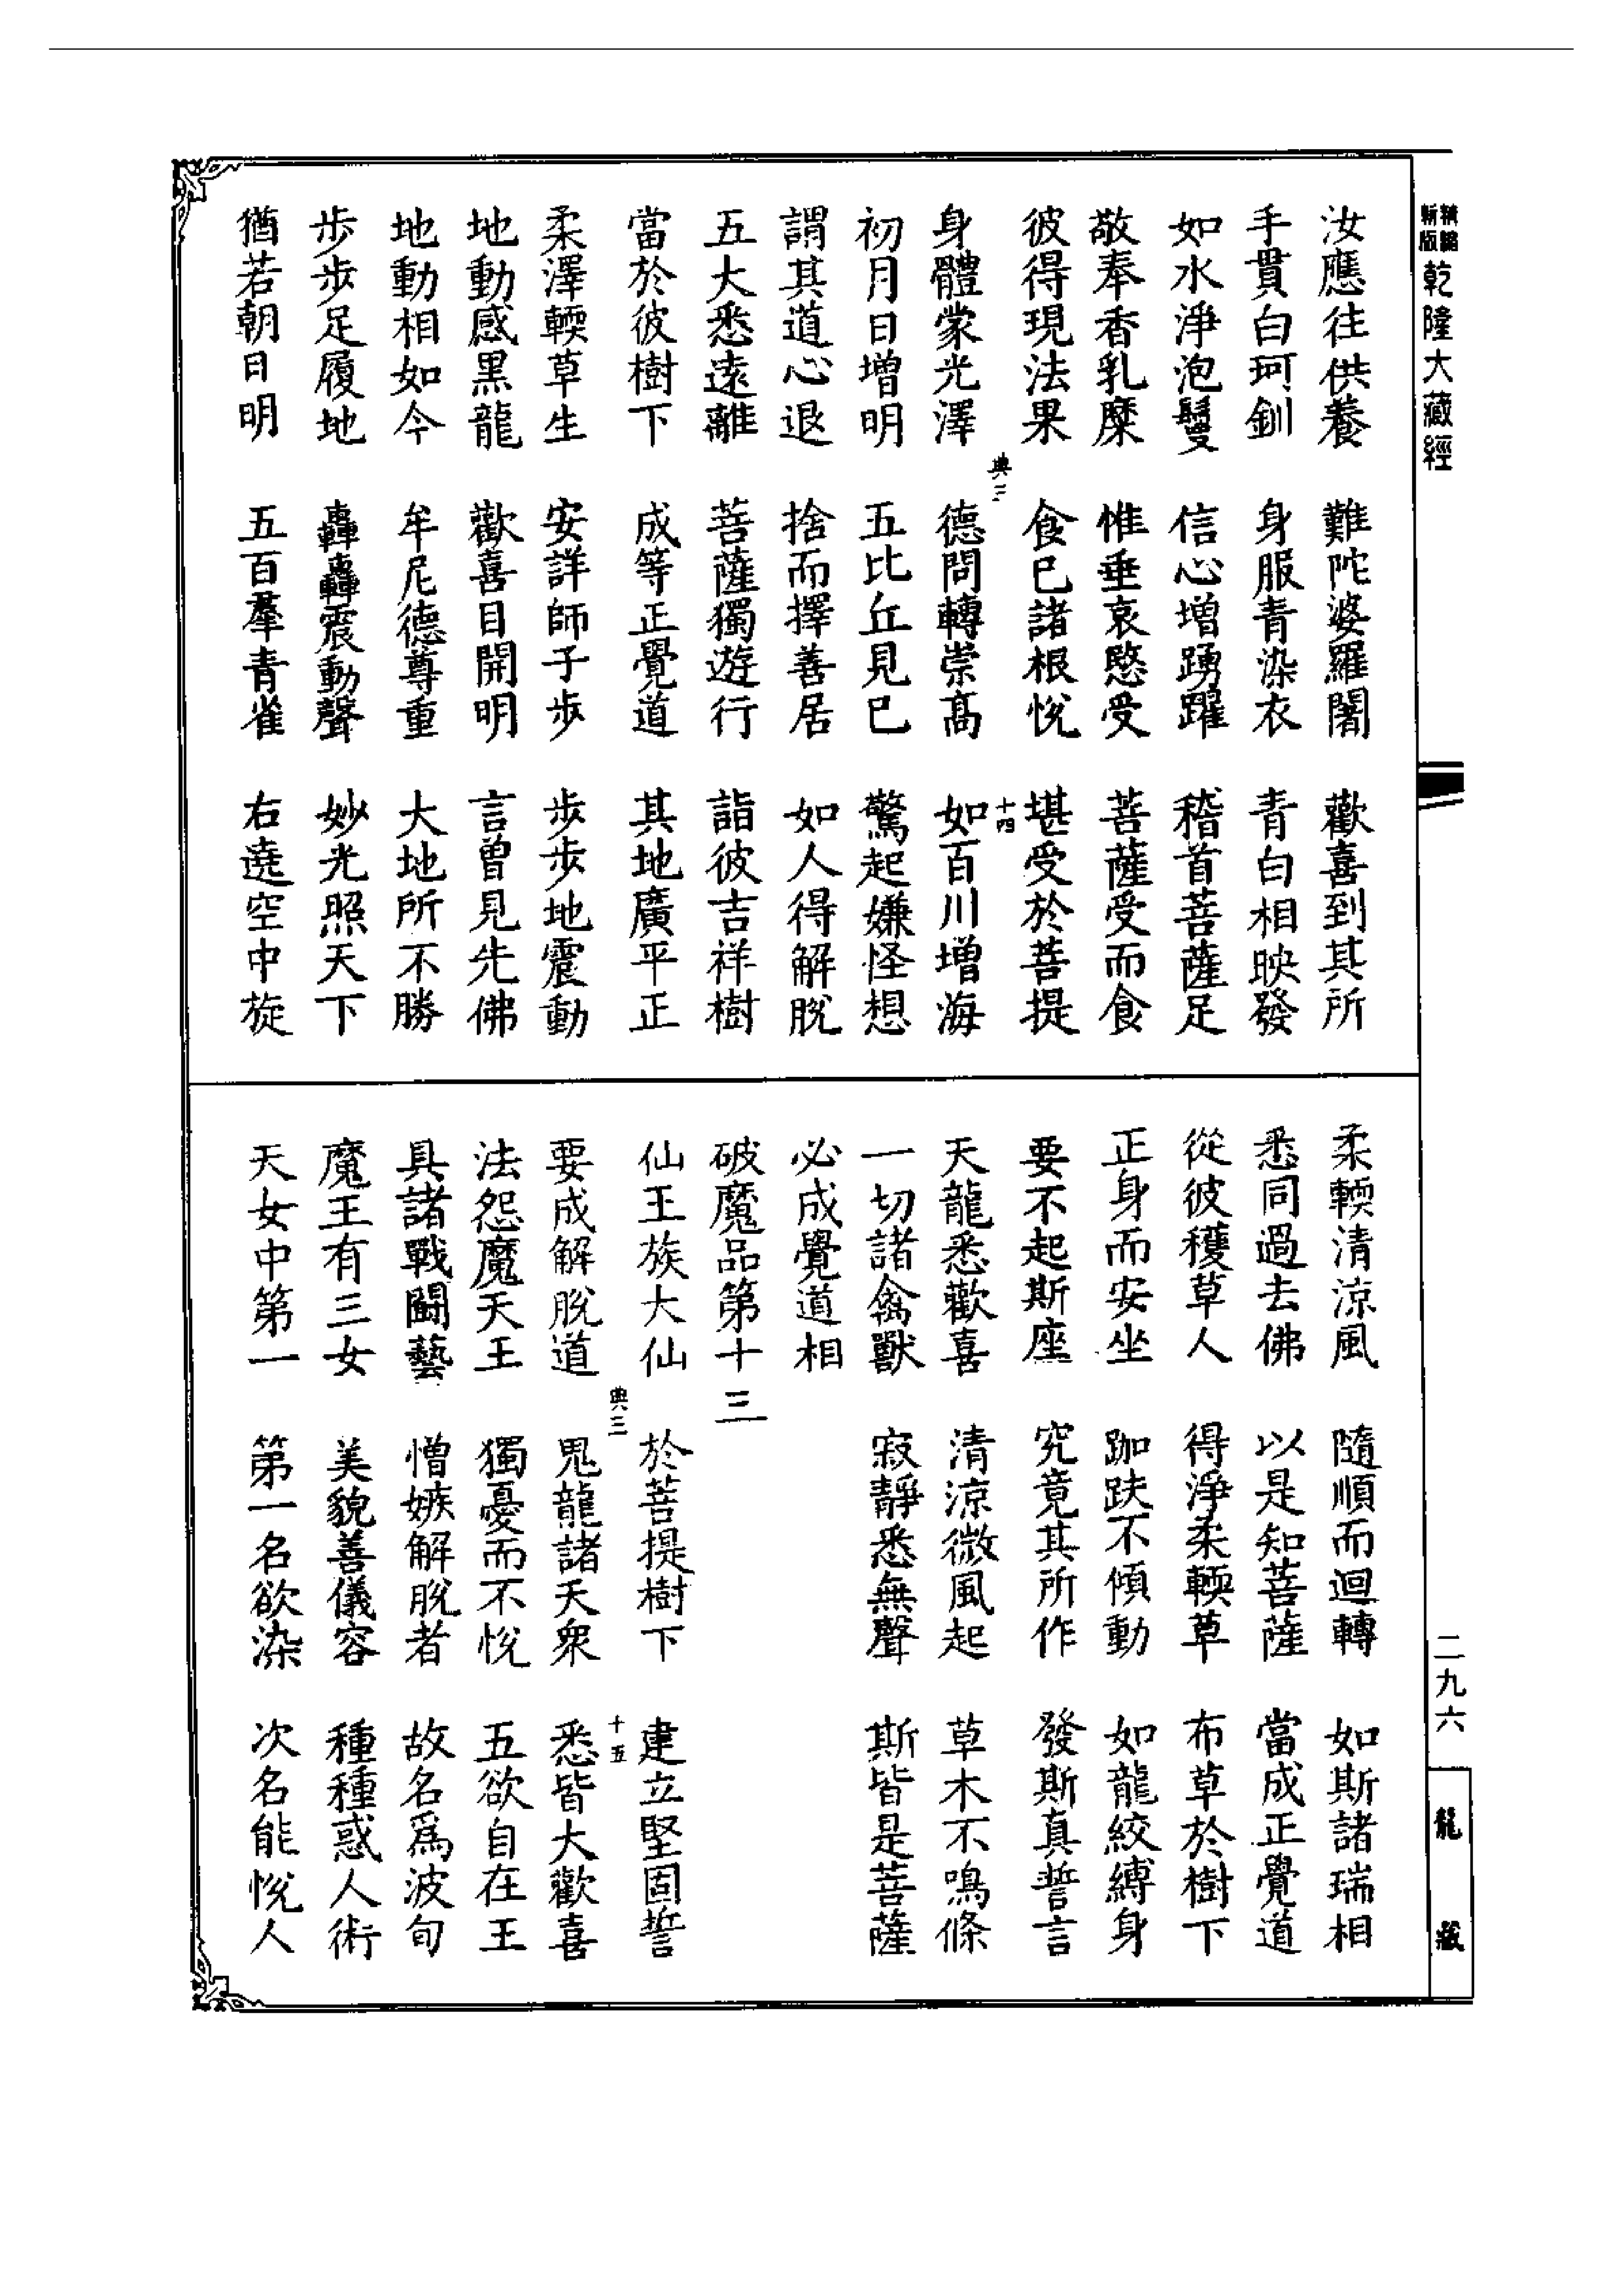 精縮
新版
乾隆大藏經
汝應往供養　難陀婆羅闍　歡喜到其所
手貫白珂釧　身服青染衣　青白相映發
如水淨泡鬘　信心增踴躍　稽首菩薩足
敬奉香乳糜　惟垂哀愍受　菩薩受而食
彼得現法果　食已諸根悅　堪受於菩提
典三　十四
身體蒙光澤　德問轉崇高　如百川增海
初月日增明　五比丘見已　驚起嫌怪想
謂其道心退　捨而擇善居　如人得解脫
五大悉遠離　菩薩獨遊行　詣彼吉祥樹
當於彼樹下　成等正覺道　其地廣平正
柔澤輭草生　安詳師子步　步步地震動
地動感黑龍　歡喜目開明　言曾見先佛
地動相如今　牟尼德尊重　大地所不勝
步步足履地　轟轟震動聲　妙光照天下
猶若朝日明　五百羣青雀　右遶空中旋
柔輭清涼風　隨順而迴轉　如斯諸瑞相
悉同過去佛　以是知菩薩　當成正覺道
從彼穫草人　得淨柔輭草　布草於樹下
正身而安坐　跏趺不傾動　如龍絞縛身
要不起斯座　究竟其所作　發斯真誓言
天龍悉歡喜　清涼微風起　草木不鳴條
一切諸禽獸　寂靜悉無聲　斯皆是菩薩
必成覺道相
破魔品第十三
仙王族大仙　於菩提樹下　建立堅固誓
典三　十五
要成解脫道　鬼龍諸天衆　悉皆大歡喜
法怨魔天王　獨憂而不悅　五欲自在王
具諸戰鬬藝　憎嫉解脫者　故名爲波旬
魔王有三女　美貌善儀容　種種惑人術
天女中第一　第一名欲染　次名能悅人
二九六
龍藏